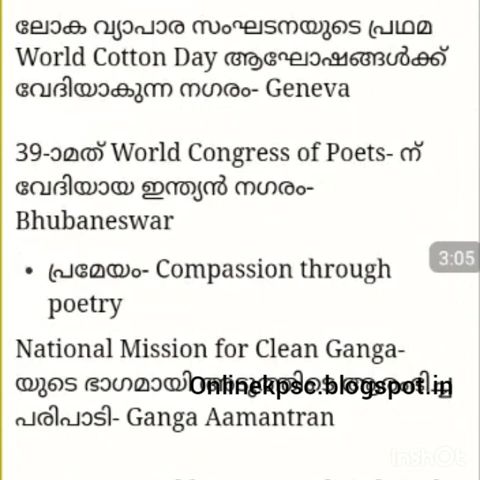 ലോക വ്യാപാര സംഘടനയുടെ പ്രഥമ
World Cotton Day ആഘോഷങ്ങൾക്ക്
വേദിയാകുന്ന നഗരം- Geneva
39-ാമത് World Congress of Poets- ന്
വേദിയായ ഇന്ത്യൻ നഗരം-
Bhubaneswar
• പ്രമേയം- Compassion through
poetry
3:05
National Mission for Clean Ganga-
യുടെ ഭാഗമായി
Onlinekpsc.blogspot.in
പരിപാടി- Ganga Aamantran
InShOt